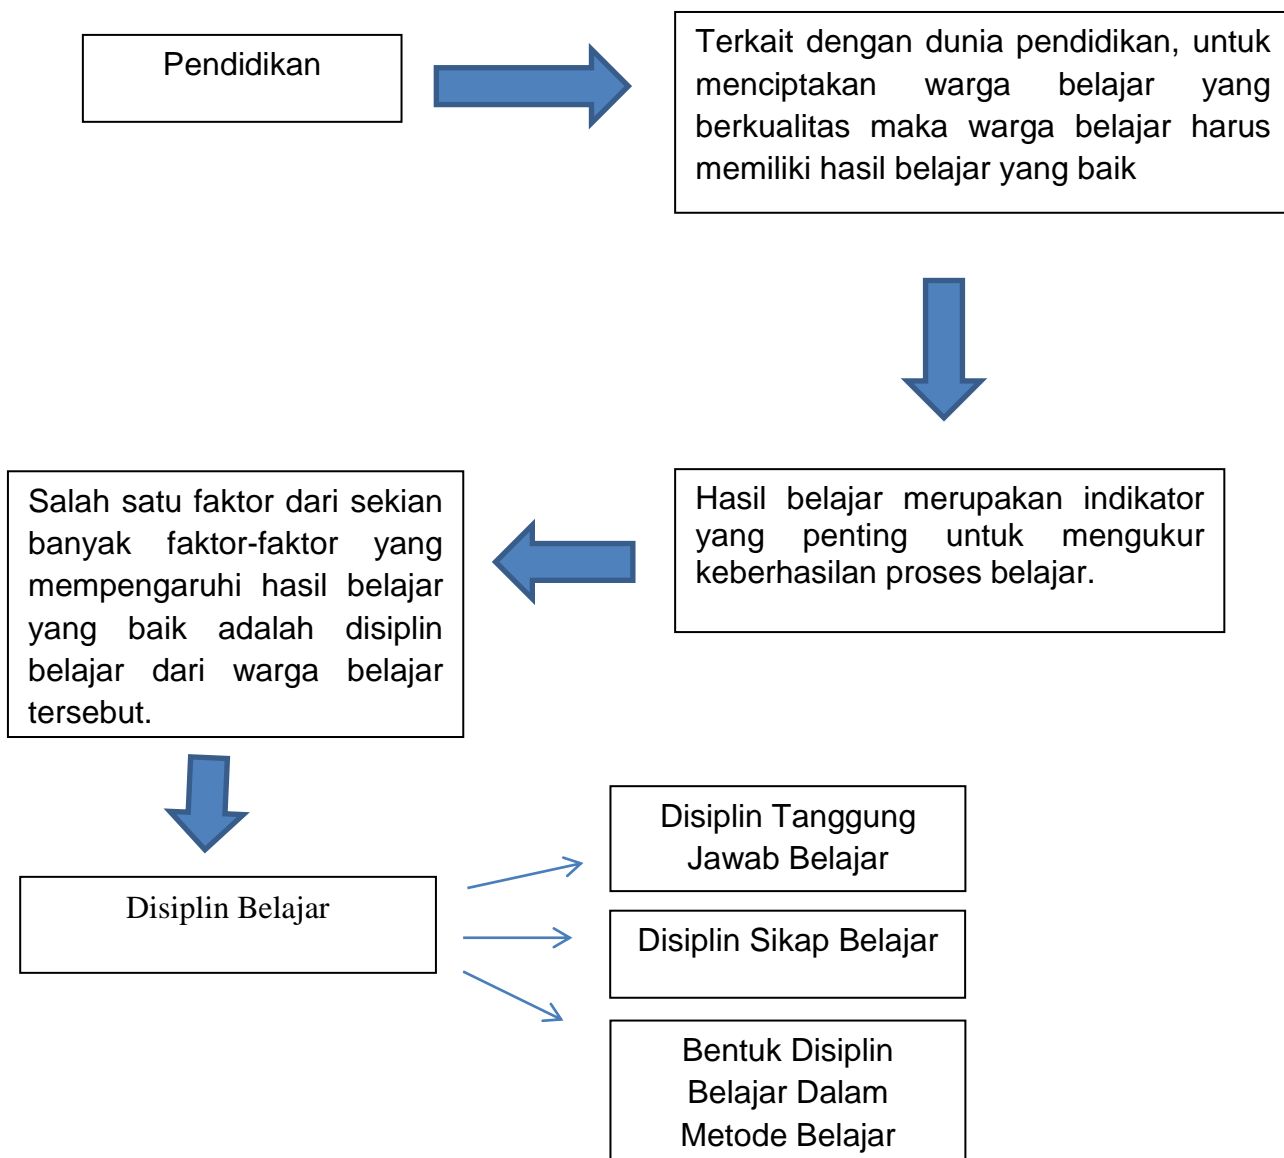 Pendidikan
Terkait dengan dunia pendidikan, untuk
menciptakan warga belajar yang
berkualitas maka warga belajar harus
memiliki hasil belajar yang baik
Hasil belajar merupakan indikator
yang penting untuk mengukur
keberhasilan proses belajar.
Salah satu faktor dari sekian
banyak faktor-faktor yang
mempengaruhi hasil belajar
yang baik adalah disiplin
belajar dari warga belajar
tersebut.
Disiplin Belajar
Disiplin Tanggung
Jawab Belajar
Disiplin Sikap Belajar
Bentuk Disiplin
Belajar Dalam
Metode Belajar